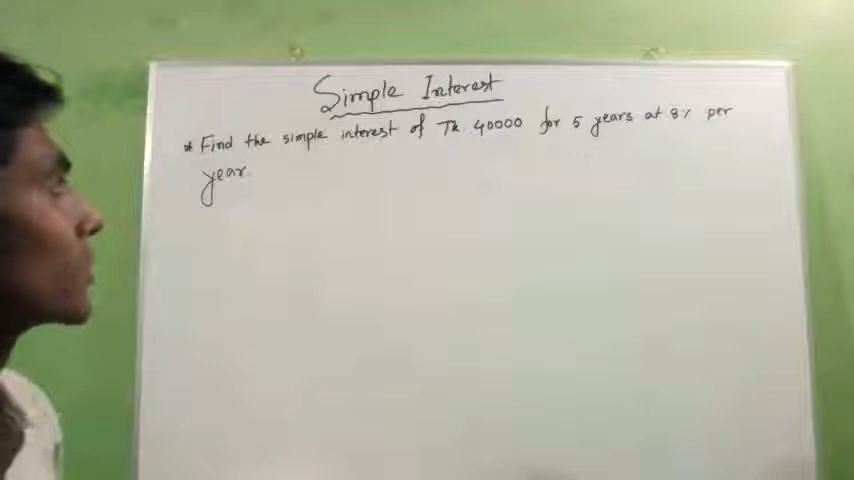 Simple Interest
* Find the simple interest of Tk. 40000 for 5 years at 8% per
year.